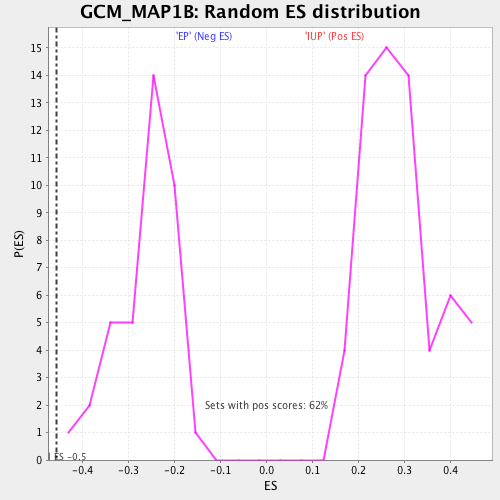 GCM_MAP1B: Random ES distribution
'EP' (Neg ES) 'IUP' (Pos ES)
P(ES)
15
14
13
12
11
10
9
8
7
6
5
4
3
2
1
0
Sets with pos scores: 62%
ES -0.5
-0.4 -0.3 -0.2 -0.1 0.0 0.1 0.2 0.3 0.4
ES